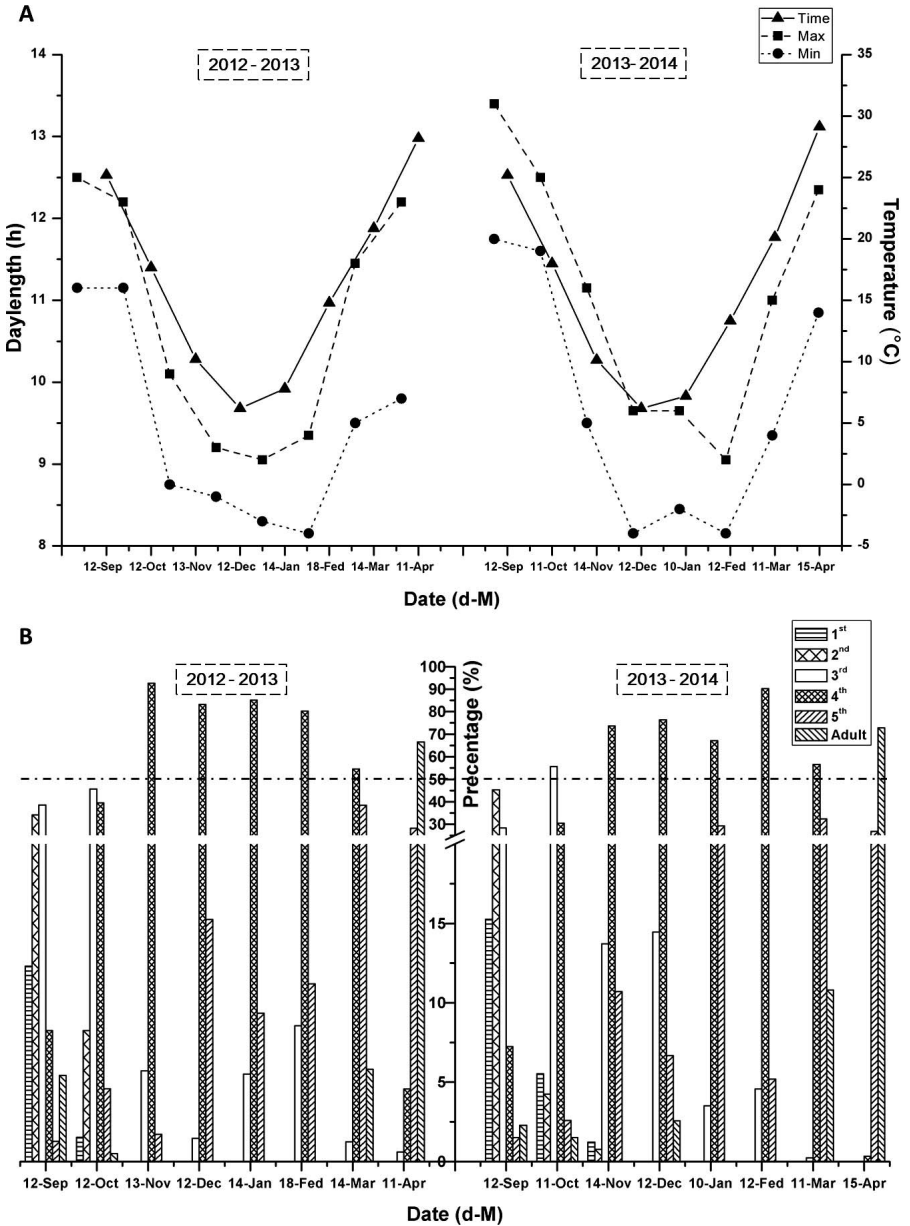 A
Time
Max
Min
2012 - 2013
2013 - 2014
14
13
12
11
10
9
8
Daylength (h)
35
30
25
20
15
10
5
0
-5
Temperature (°C)
12-Sep 12-Oct 13-Nov 12-Dec 14-Jan 18-Fed 14-Mar 11-Apr
12-Sep 11-Oct 14-Nov 12-Dec 10-Jan 12-Fed 11-Mar 15-Apr
Date (d-M)
B
1st
2nd
3rd
4th
5th
Adult
2012 - 2013
2013 - 2014
100
90
80
70
60
50
40
30
15
10
5
0
Precentage (%)
12-Sep 12-Oct 13-Nov 12-Dec 14-Jan 18-Fed 14-Mar 11-Apr
12-Sep 11-Oct 14-Nov 12-Dec 10-Jan 12-Fed 11-Mar 15-Apr
Date (d-M)